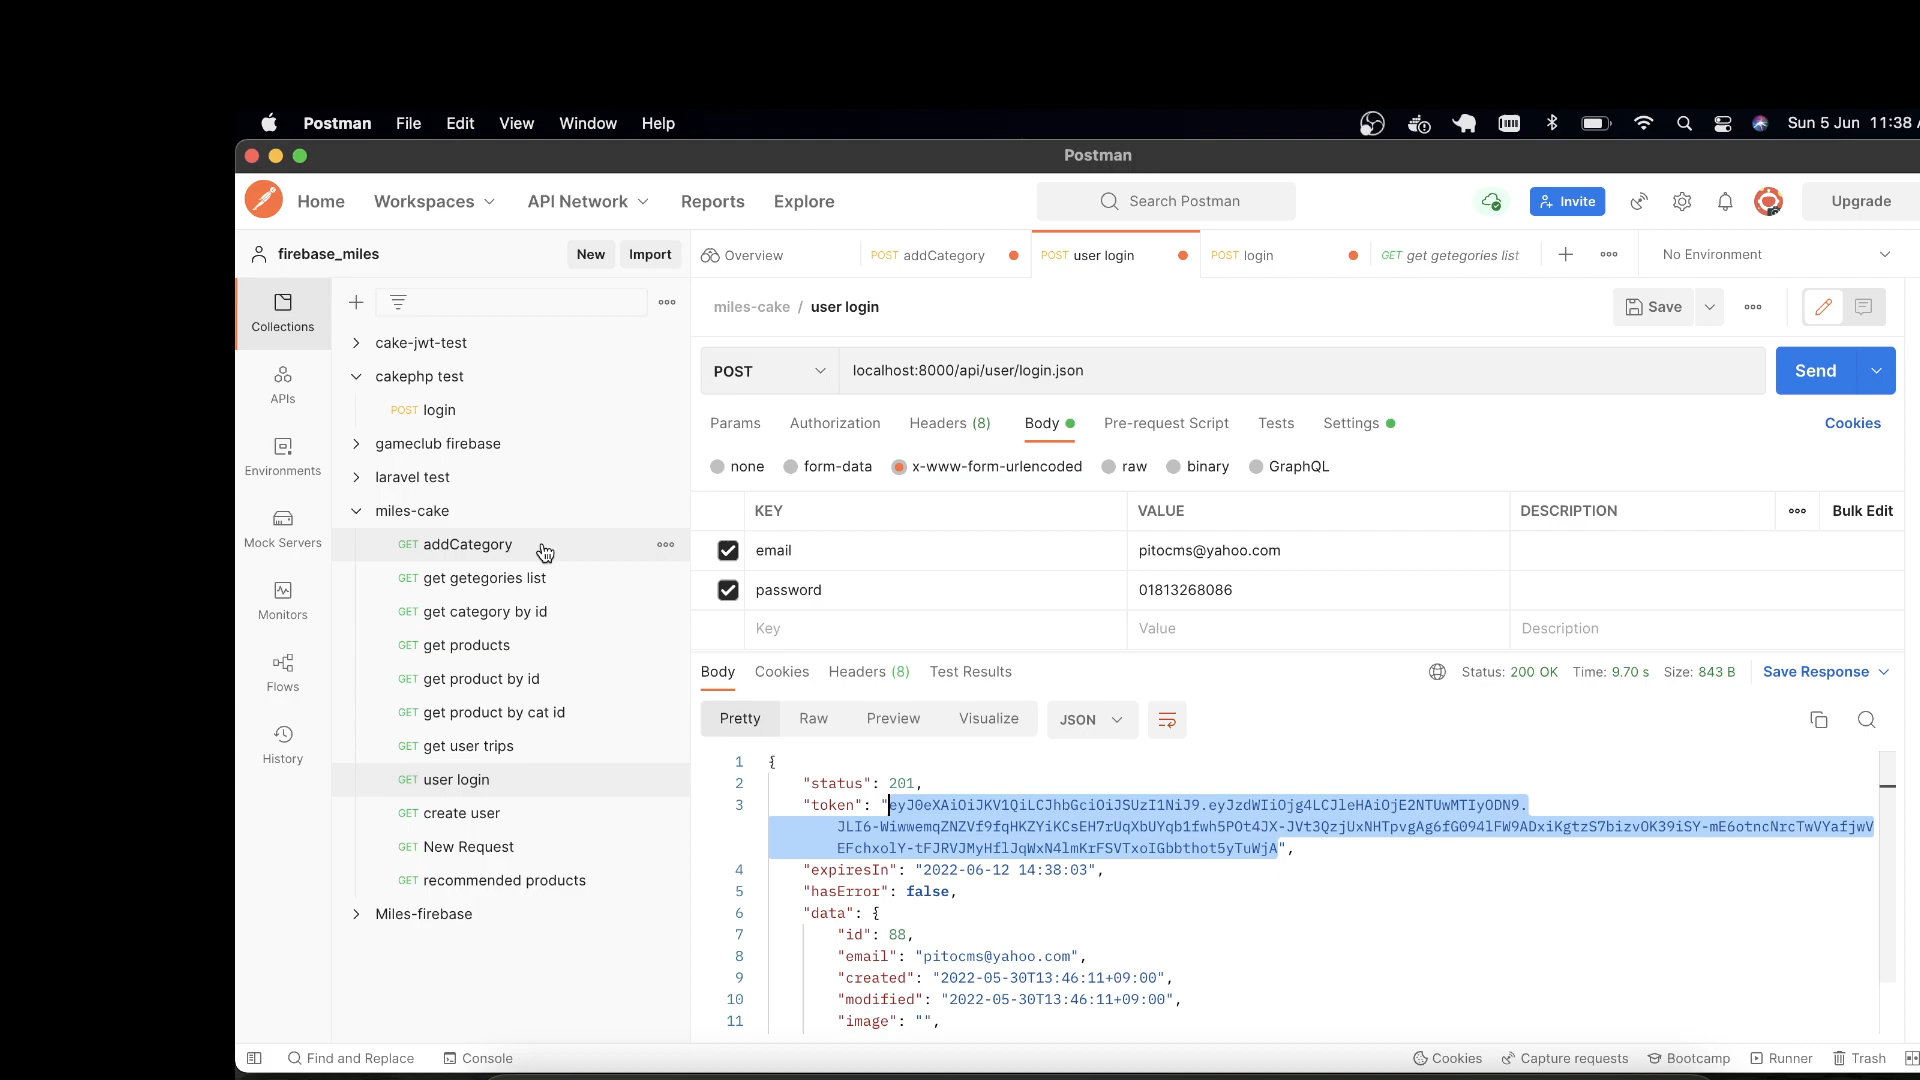 Postman File Edit View Window Help Sun 5 Jun 11:38
Postman
Home Workspaces API Network Reports Explore Search Postman Invite Upgrade
firebase_miles New Import Overview POST addCategory POST user login POST login GET get getegories list No Environment
Collections
APIs
Environments
Mock Servers
Monitors
Flows
History
cake-jwt-test
cakephp test
POST login
gameclub firebase
laravel test
miles-cake
GET addCategory
GET get getegories list
GET get category by id
GET get products
GET get product by id
GET get product by cat id
GET get user trips
GET user login
GET create user
GET New Request
GET recommended products
Miles-firebase
miles-cake / user login Save
POST localhost:8000/api/user/login.json Send
Params Authorization Headers (8) Body Pre-request Script Tests Settings Cookies
none form-data x-www-form-urlencoded raw binary GraphQL
KEY VALUE DESCRIPTION Bulk Edit
email pitocms@yahoo.com
password 01813268086
Key Value Description
Body Cookies Headers (8) Test Results Status: 200 OK Time: 9.70 s Size: 843 B Save Response
Pretty Raw Preview Visualize JSON
1 {
2 "status": 201,
3 "token": "eyJ0eXAiOiJKV1QiLCJhbGciOiJSUzI1NiJ9.eyJzdWIiOjg4LCJleHAiOjE2NTUwMTIyODN9.
JLI6-WiwwemqZNZVf9fqHKZYiKCsEH7rUqXbUYqb1fwh5POt4JX-JVt3QzjUxNHTpvgAg6fG094lFW9ADxiKgtzS7bizvOK39iSY-mE6otncNrcTwVYafjwV
EFchxolY-tFJRVJMyHflJqWxN4lmKrFSVTxoIGbbthot5yTuWjA",
4 "expiresIn": "2022-06-12 14:38:03",
5 "hasError": false,
6 "data": {
7 "id": 88,
8 "email": "pitocms@yahoo.com",
9 "created": "2022-05-30T13:46:11+09:00",
10 "modified": "2022-05-30T13:46:11+09:00",
11 "image": "",
Find and Replace Console Cookies Capture requests Bootcamp Runner Trash